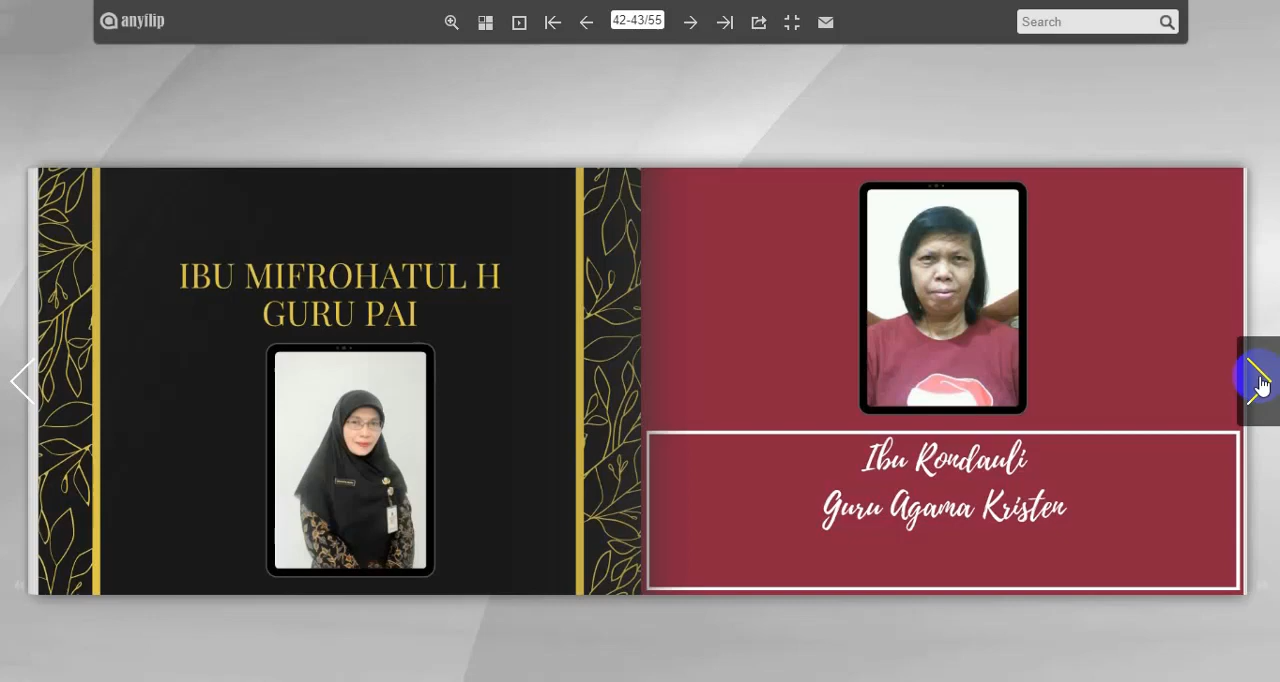 anyflip
42-43/55
Search
IBU MIFROHATUL H
GURU PAI
Ibu Rondauli
Guru Agama Kristen